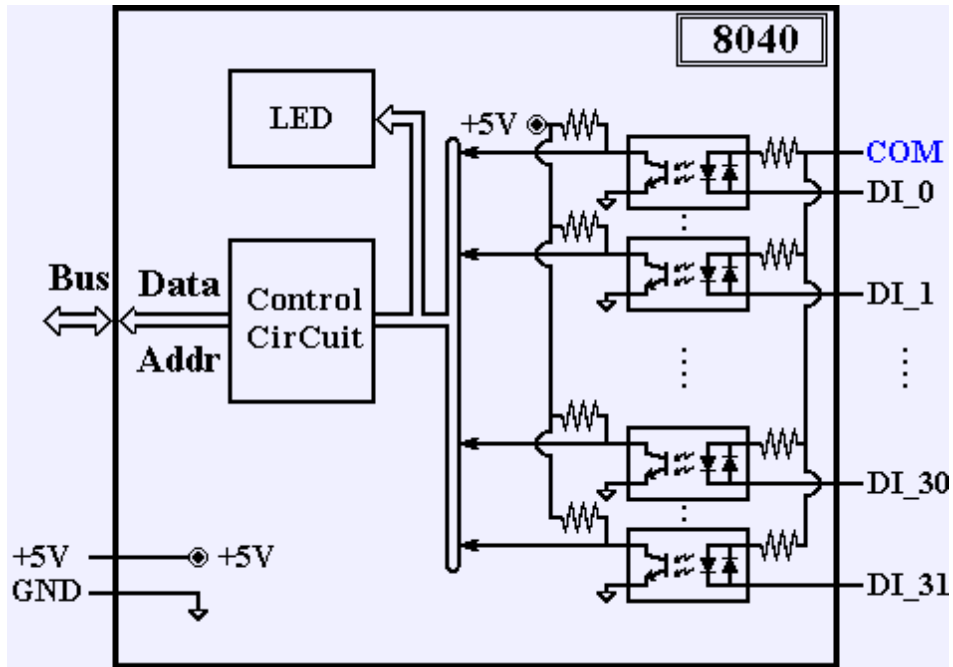 8040
LED
+5V
COM
DI_0
Bus
Data
Addr
Control
CirCuit
DI_1
DI_30
+5V
+5V
GND
DI_31